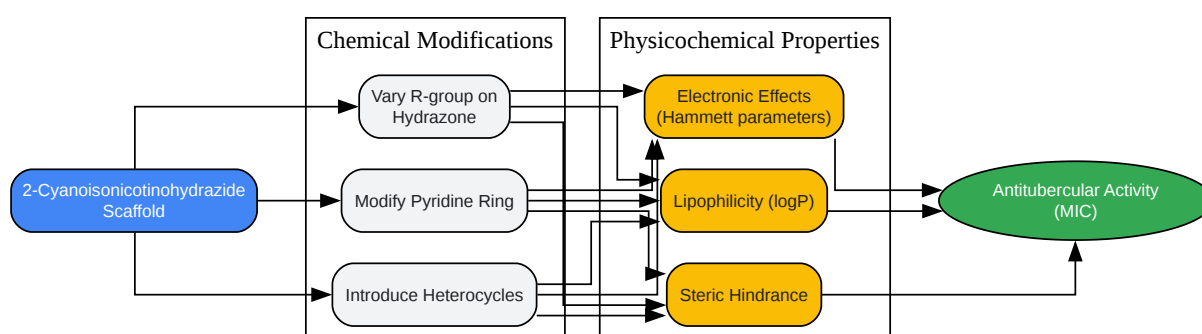 Chemical Modifications
Physicochemical Properties
Vary R-group on
Hydrazone
Electronic Effects
(Hammett parameters)
2-Cyanoisonicotinohydrazide
Scaffold
Modify Pyridine Ring
Lipophilicity (logP)
Antitubercular Activity
(MIC)
Introduce Heterocycles
Steric Hindrance